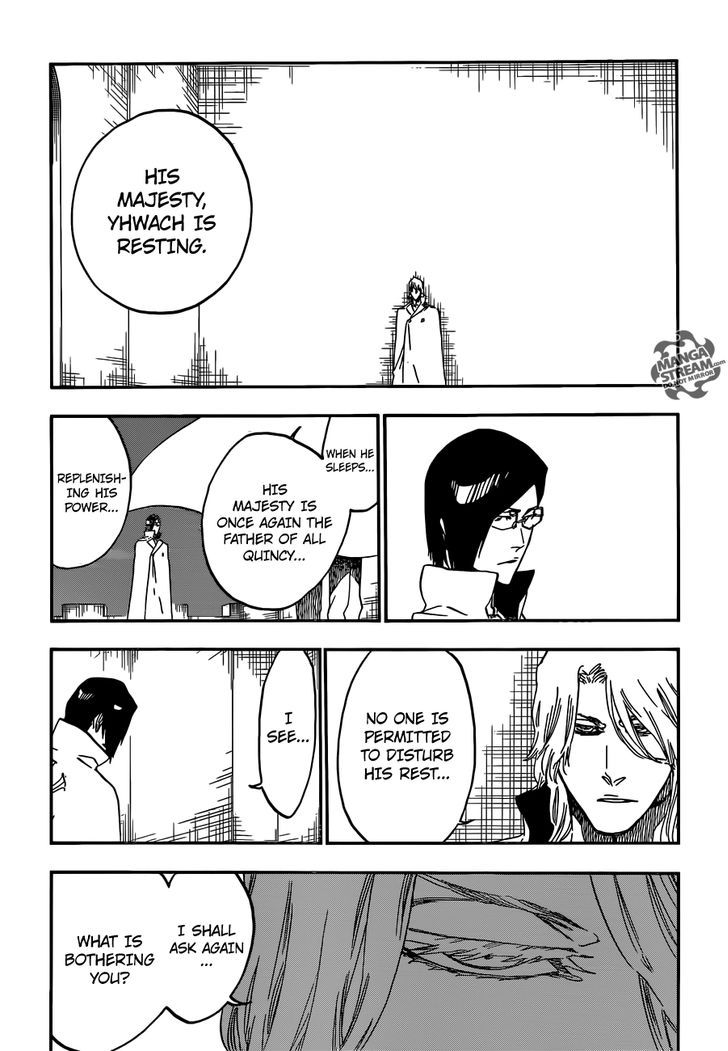 HIS
MAJESTY,
YHWACH IS
RESTING.
MANGA
STREAM.com
DO NOT MIRROR
WHEN HE
SLEEPS...
HIS
MAJESTY IS
ONCE AGAIN THE
FATHER OF ALL
QUINCY...
REPLENISH-
ING HIS
POWER...
NO ONE IS
PERMITTED
TO DISTURB
HIS REST...
I
SEE...
I SHALL
ASK AGAIN
...
WHAT IS
BOTHERING
YOU?